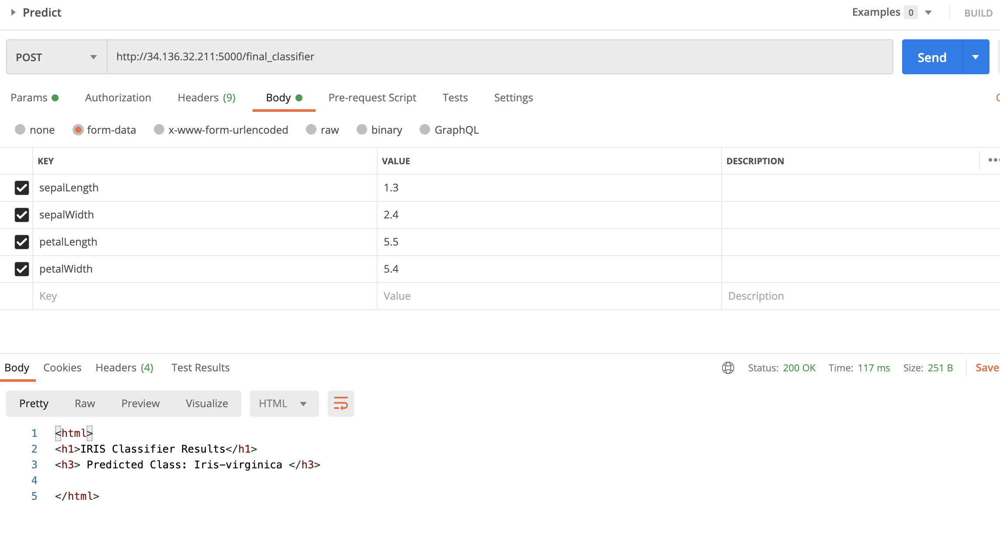 Predict
Examples 0
BUILD
POST
http://34.136.32.211:5000/final_classifier
Send
Params
Authorization
Headers (9)
Body
Pre-request Script
Tests
Settings
none
form-data
x-www-form-urlencoded
raw
binary
GraphQL
KEY VALUE DESCRIPTION
sepalLength 1.3
sepalWidth 2.4
petalLength 5.5
petalWidth 5.4
Key Value Description
Body Cookies Headers (4) Test Results
Status: 200 OK Time: 117 ms Size: 251 B Save
Pretty Raw Preview Visualize HTML
1 <html>
2 <h1>IRIS Classifier Results</h1>
3 <h3> Predicted Class: Iris-virginica </h3>
4
5 </html>